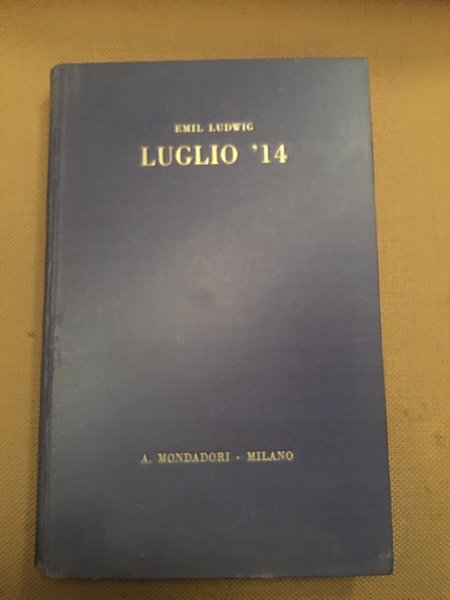 EMIL LUDWIG
LUGLIO '14
A. MONDADORI - MILANO